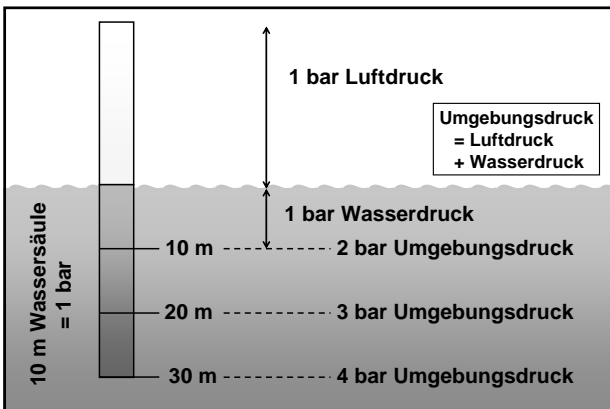 1 bar Luftdruck
Umgebungsdruck
= Luftdruck
+ Wasserdruck
1 bar Wasserdruck
10 m Wassersäule
= 1 bar
10 m 2 bar Umgebungsdruck
20 m 3 bar Umgebungsdruck
30 m 4 bar Umgebungsdruck